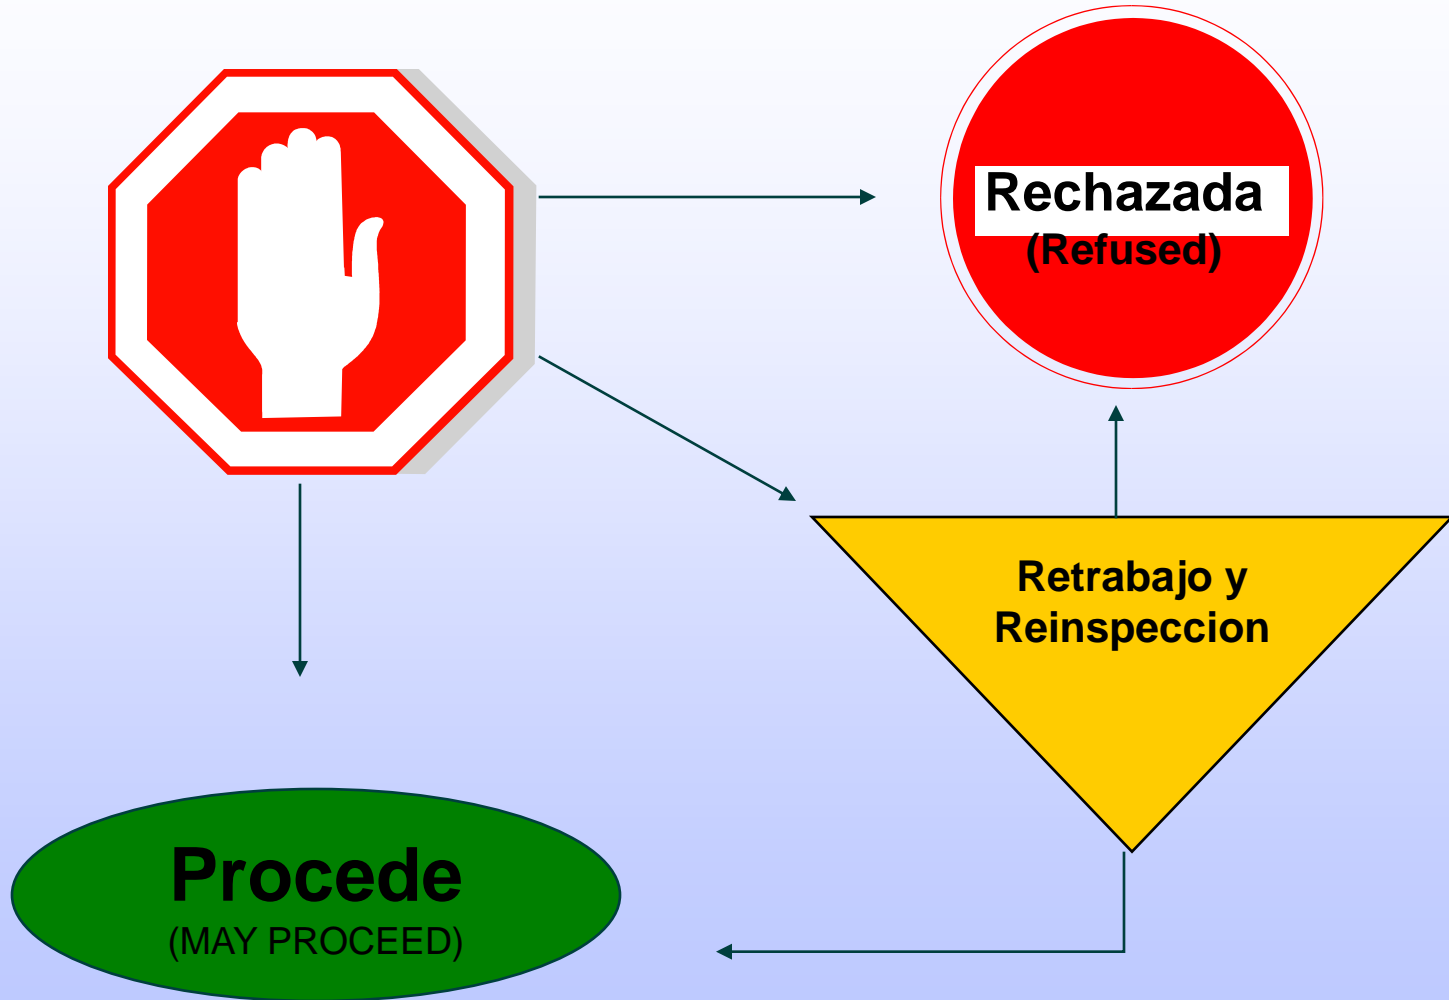 Rechazada
(Refused)
Retrabajo y
Reinspeccion
Procede
(MAY PROCEED)